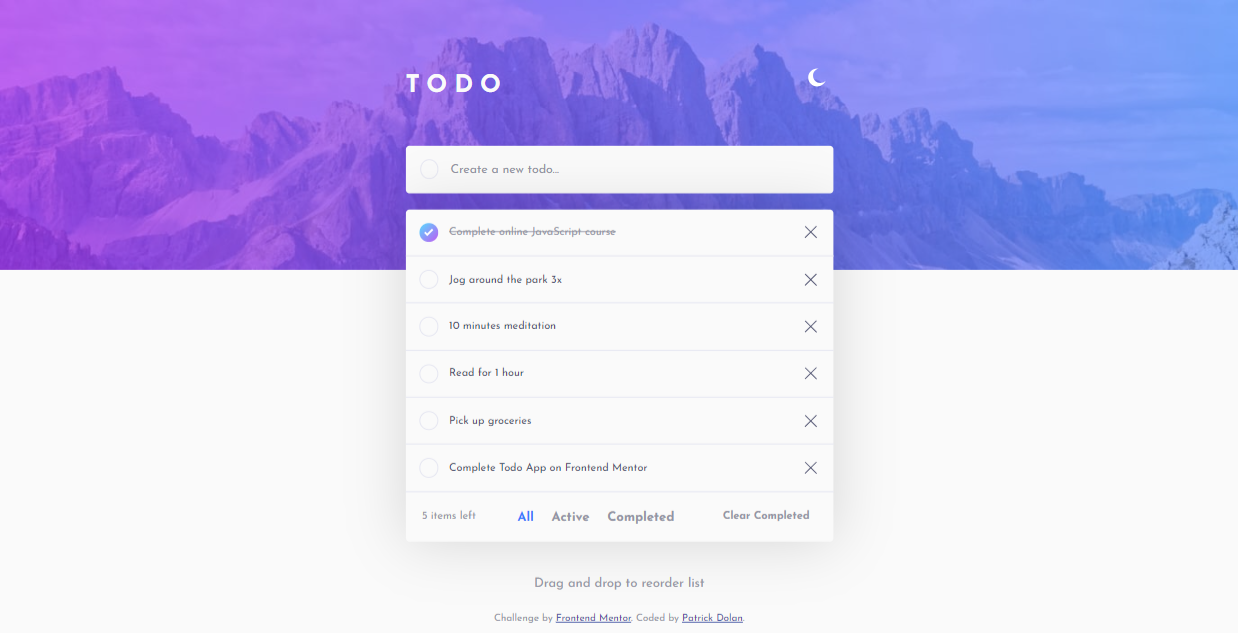 TODO
Create a new todo...
Complete online JavaScript course
Jog around the park 3x
10 minutes meditation
Read for 1 hour
Pick up groceries
Complete Todo App on Frontend Mentor
5 items left All Active Completed Clear Completed
Drag and drop to reorder list
Challenge by Frontend Mentor. Coded by Patrick Dolan.